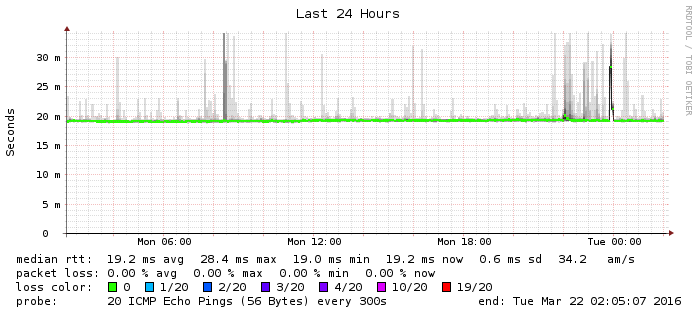 Last 24 Hours
RRDTOOL / TOBI OETIKER
Seconds
30 m
25 m
20 m
15 m
10 m
5 m
0
Mon 06:00 Mon 12:00 Mon 18:00 Tue 00:00
median rtt: 19.2 ms avg 28.4 ms max 19.0 ms min 19.2 ms now 0.6 ms sd 34.2 am/s
packet loss: 0.00 % avg 0.00 % max 0.00 % min 0.00 % now
loss color: 0 1/20 2/20 3/20 4/20 10/20 19/20
probe: 20 ICMP Echo Pings (56 Bytes) every 300s end: Tue Mar 22 02:05:07 2016